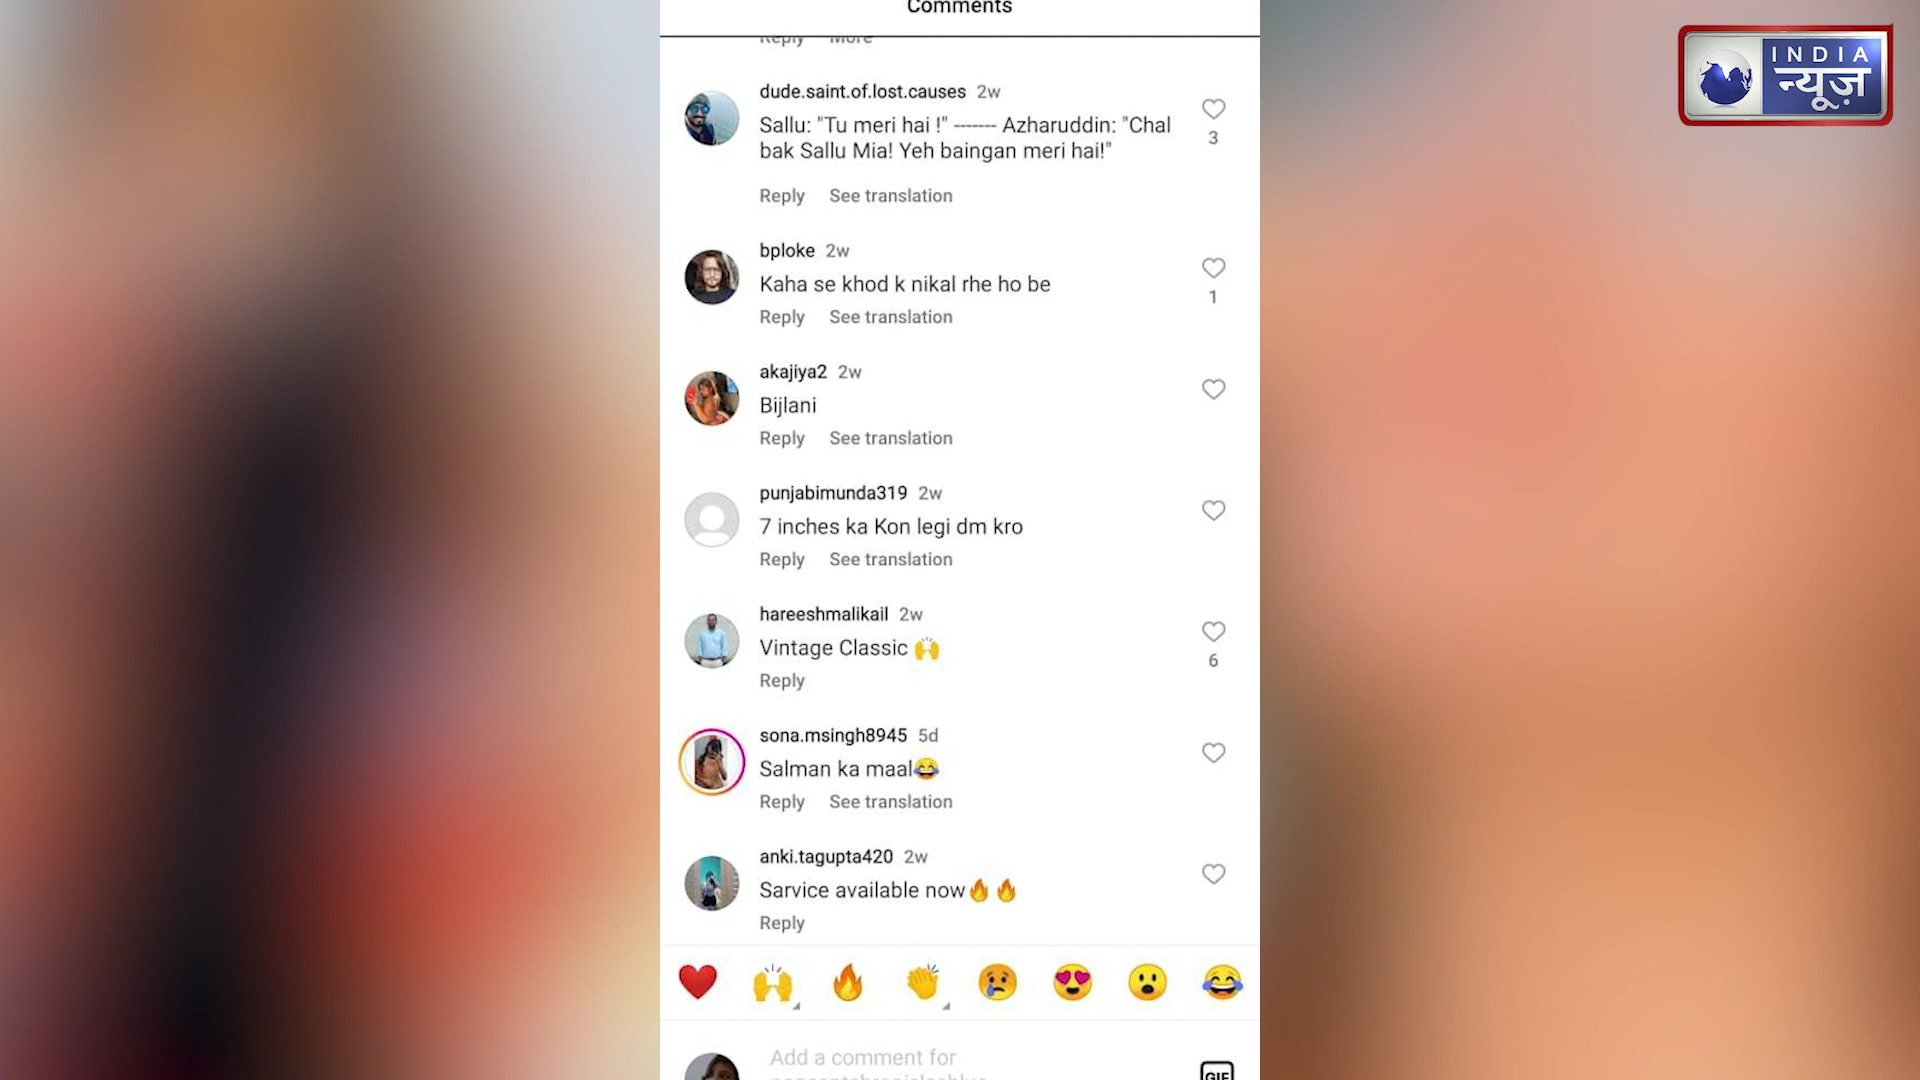 Comments
INDIA
न्यूज़
Reply More
dude.saint.of.lost.causes 2w
Sallu: "Tu meri hai !" ------- Azharuddin: "Chal
bak Sallu Mia! Yeh baingan meri hai!"
3
Reply See translation
bploke 2w
Kaha se khod k nikal rhe ho be
1
Reply See translation
akajiya2 2w
Bijlani
Reply See translation
punjabimunda319 2w
7 inches ka Kon legi dm kro
Reply See translation
hareeshmalikail 2w
Vintage Classic 🙌
6
Reply
sona.msingh8945 5d
Salman ka maal😂
Reply See translation
anki.tagupta420 2w
Sarvice available now🔥🔥
Reply
Add a comment for
GIF